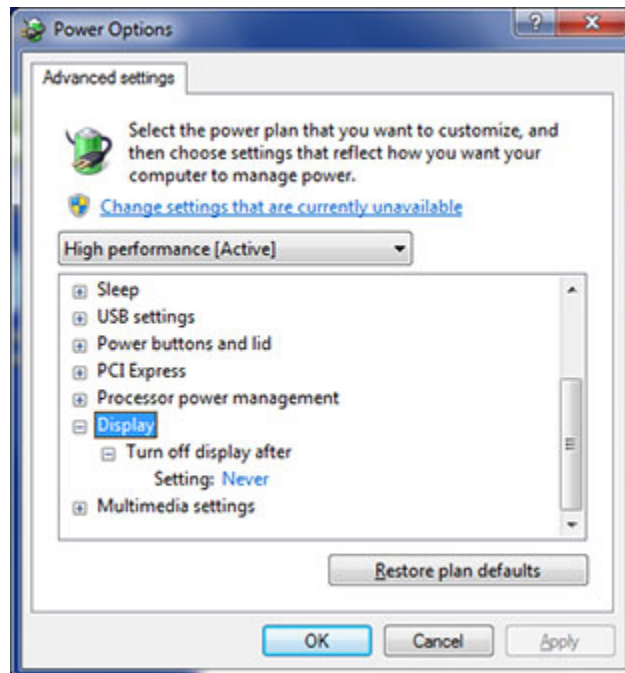 Power Options
Advanced settings
Select the power plan that you want to customize, and
then choose settings that reflect how you want your
computer to manage power.
Change settings that are currently unavailable
High performance [Active]
Sleep
USB settings
Power buttons and lid
PCI Express
Processor power management
Display
Turn off display after
Setting: Never
Multimedia settings
Restore plan defaults
OK Cancel Apply